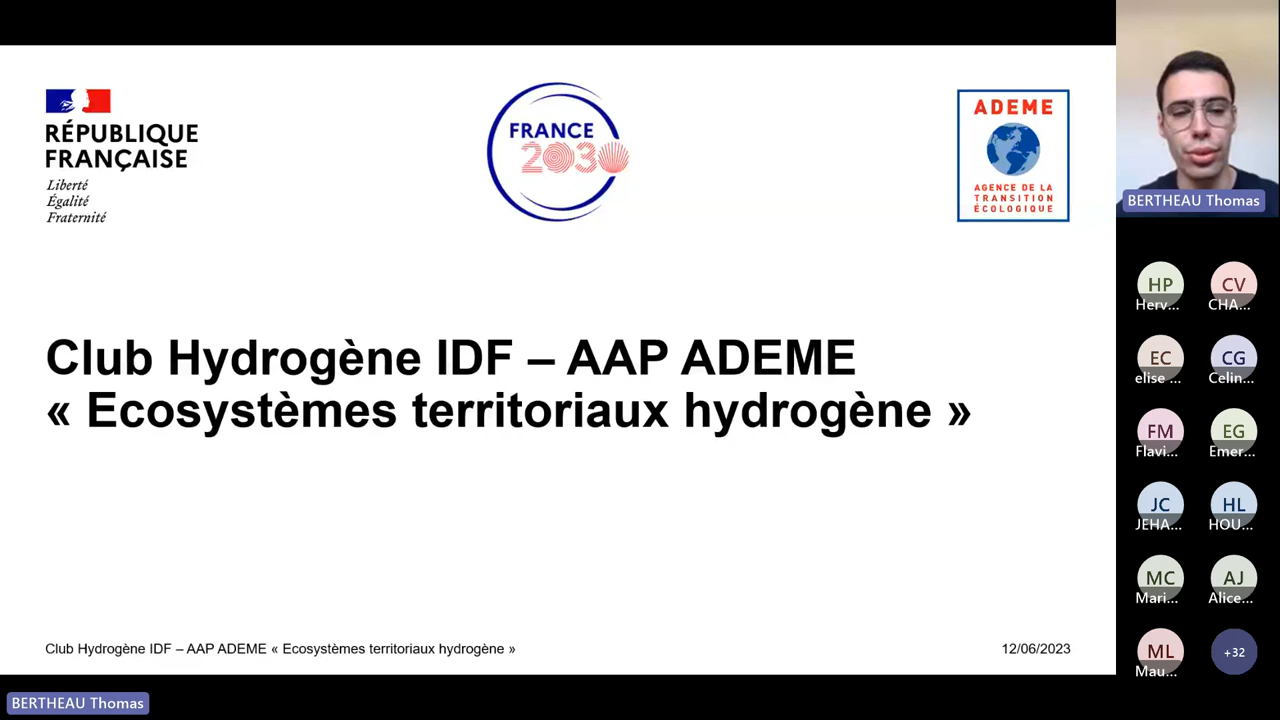 RÉPUBLIQUE
FRANÇAISE
Liberté
Égalité
Fraternité
FRANCE
2030
ADEME
AGENCE DE LA
TRANSITION
ÉCOLOGIQUE
Club Hydrogène IDF – AAP ADEME
« Ecosystèmes territoriaux hydrogène »
Club Hydrogène IDF – AAP ADEME « Ecosystèmes territoriaux hydrogène »
12/06/2023
BERTHEAU Thomas
BERTHEAU Thomas
HP
Herv...
CV
CHA...
EC
elise ...
CG
Celin...
FM
Flavi...
EG
Emer...
JC
JEHA...
HL
HOU...
MC
Mari...
AJ
Alice...
ML
Mau...
+32